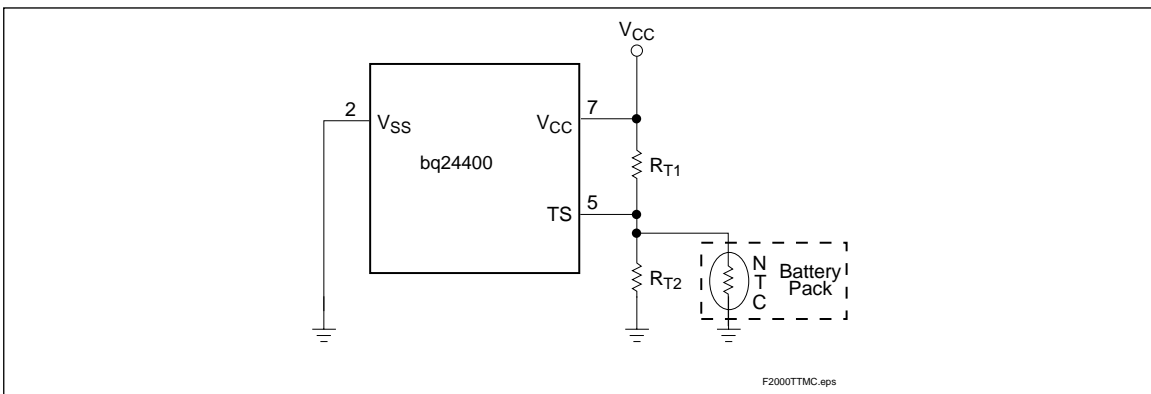 VCC
2
VSS
VCC
7
bq24400
RT1
TS
5
RT2
N
T
C
Battery
Pack
F2000TTMC.eps